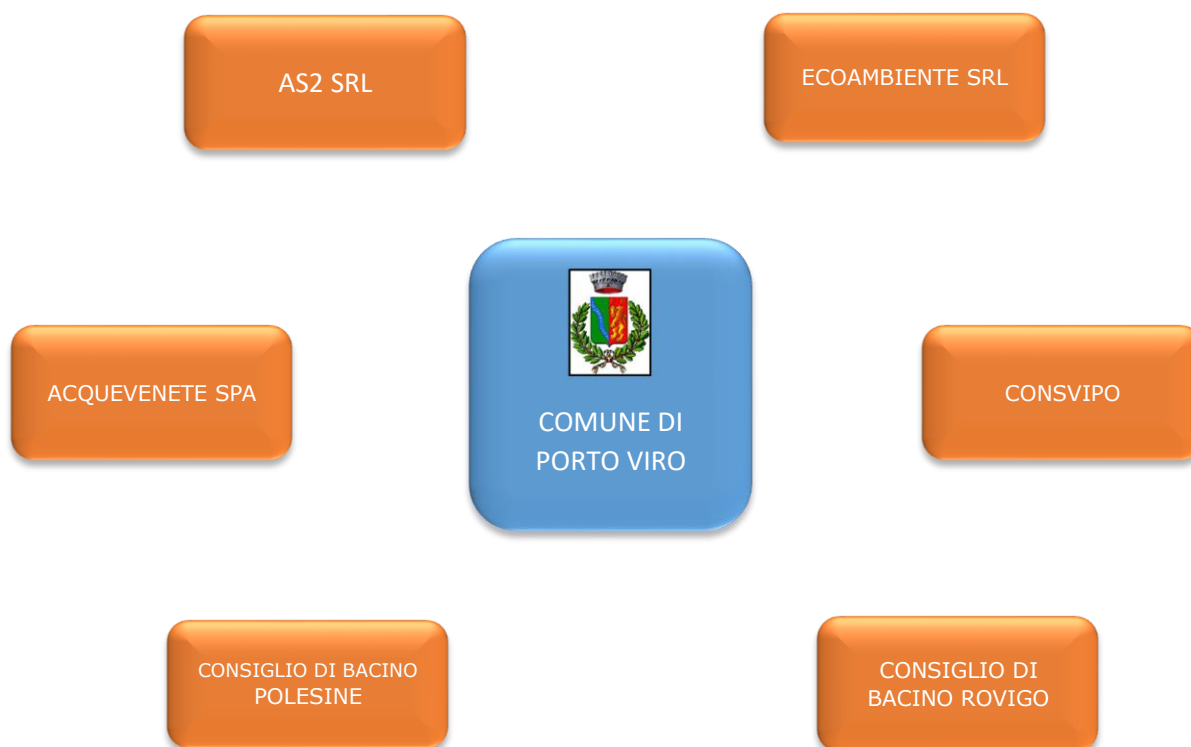 AS2 SRL
ECOAMBIENTE SRL
ACQUEVENETE SPA
COMUNE DI
PORTO VIRO
CONSVIPO
CONSIGLIO DI BACINO
POLESINE
CONSIGLIO DI
BACINO ROVIGO